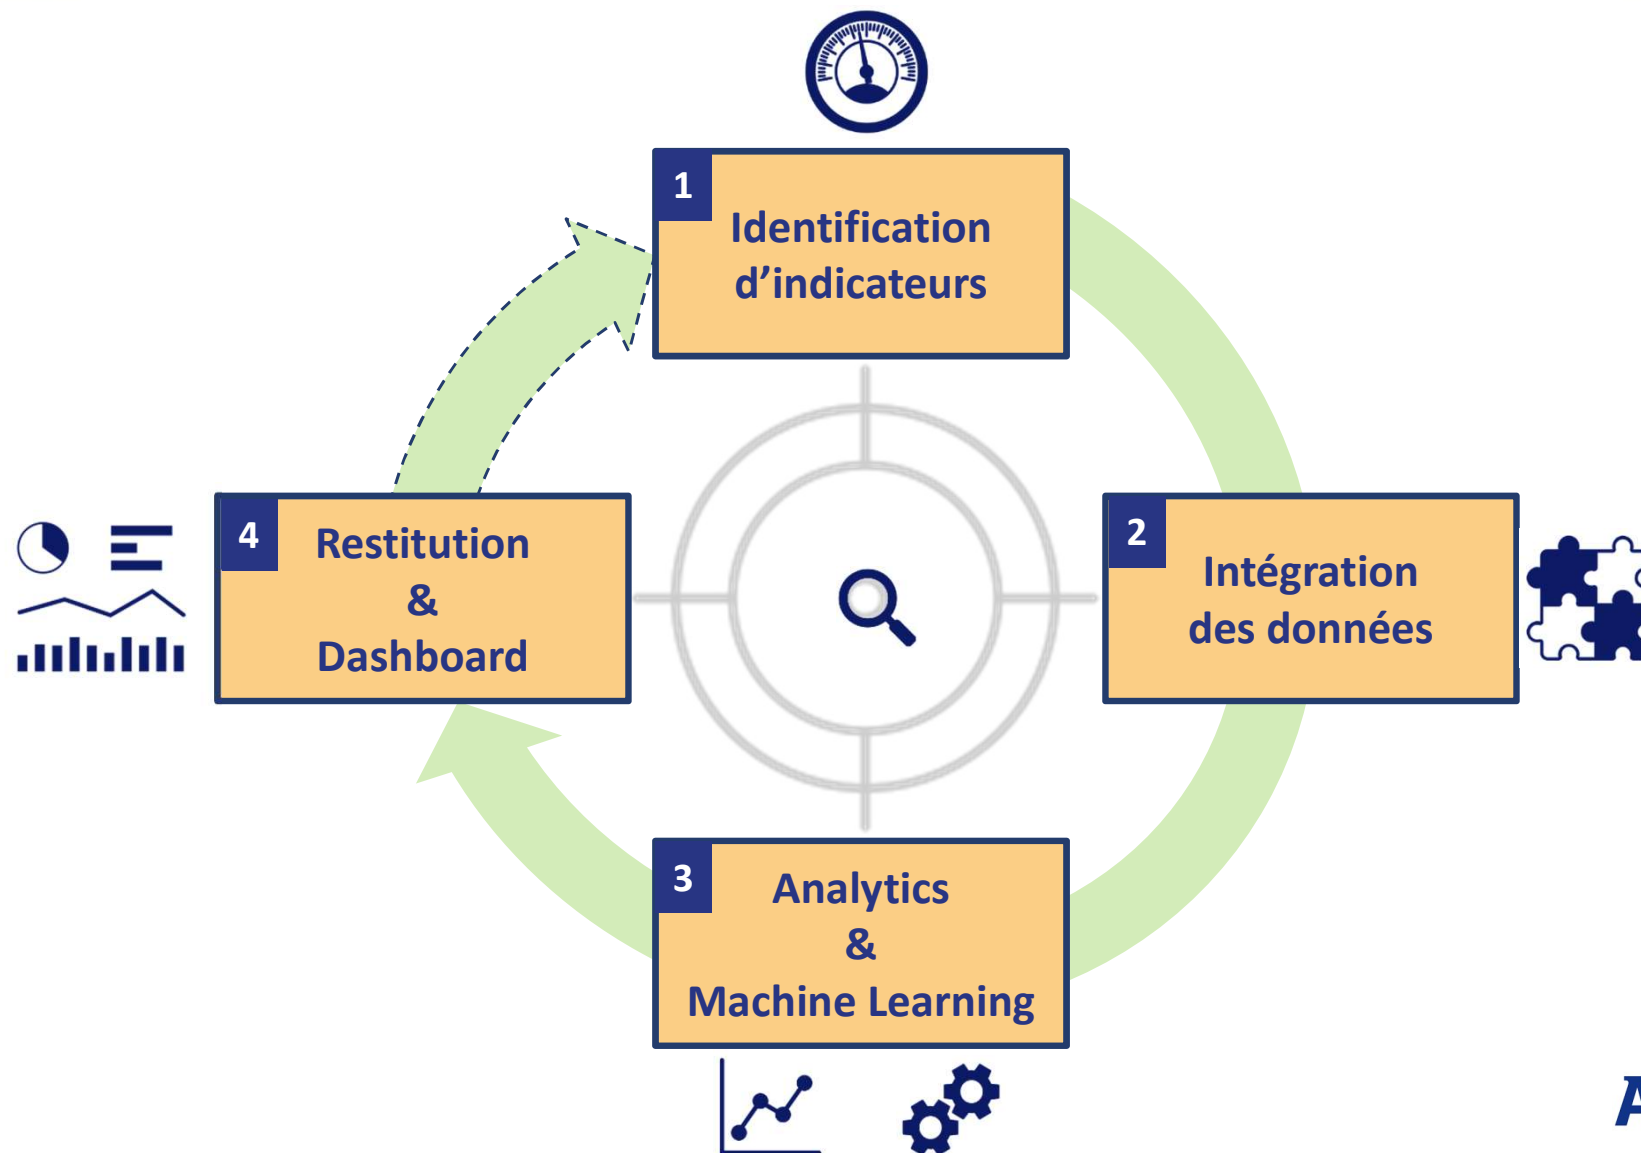 1
Identification
d’indicateurs
2
Intégration
des données
3
Analytics
&
Machine Learning
4
Restitution
&
Dashboard